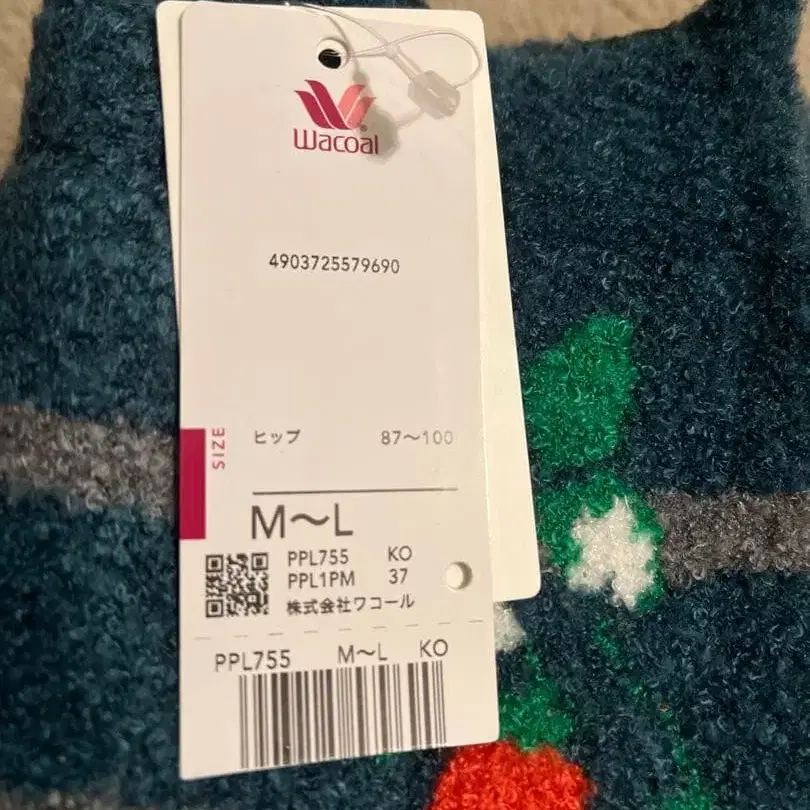 Wacoal
4903725579690
SIZE
ヒップ 87～100
M～L
PPL755 KO
PPL1PM 37
株式会社ワコール
PPL755 M～L KO